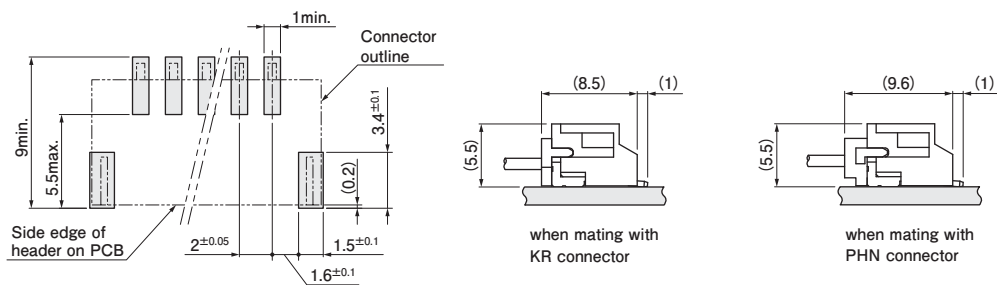 1min.
Connector
outline
9min.
5.5max.
3.4±0.1
(0.2)
Side edge of
header on PCB
2±0.05
1.5±0.1
1.6±0.1
(8.5)
(1)
(5.5)
when mating with
KR connector
(9.6)
(1)
(5.5)
when mating with
PHN connector